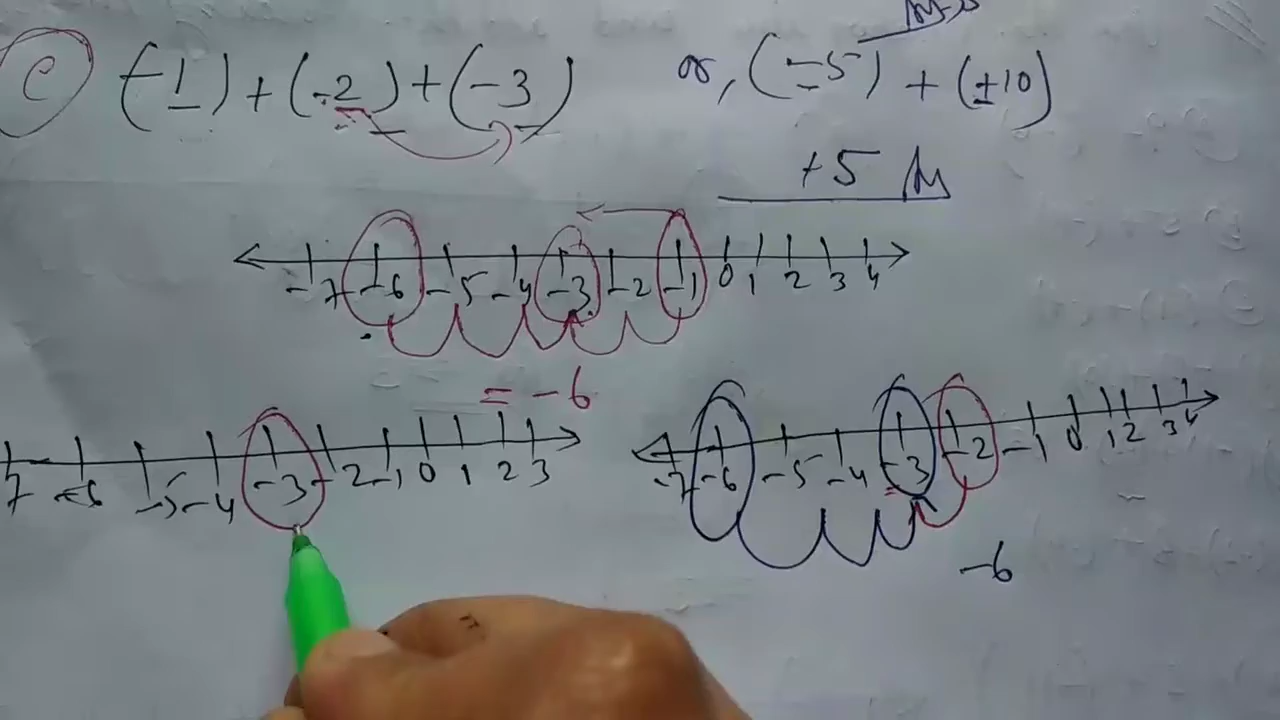 C (-1) + (-2) + (-3)
or, (-5) + (+10)
+5
-7 -6 -5 -4 -3 -2 -1 0 1 2 3 4
= -6
7 -6 -5 -4 -3 -2 -1 0 1 2 3
-7 -6 -5 -4 -3 -2 -1 0 1 2 3 4
-6